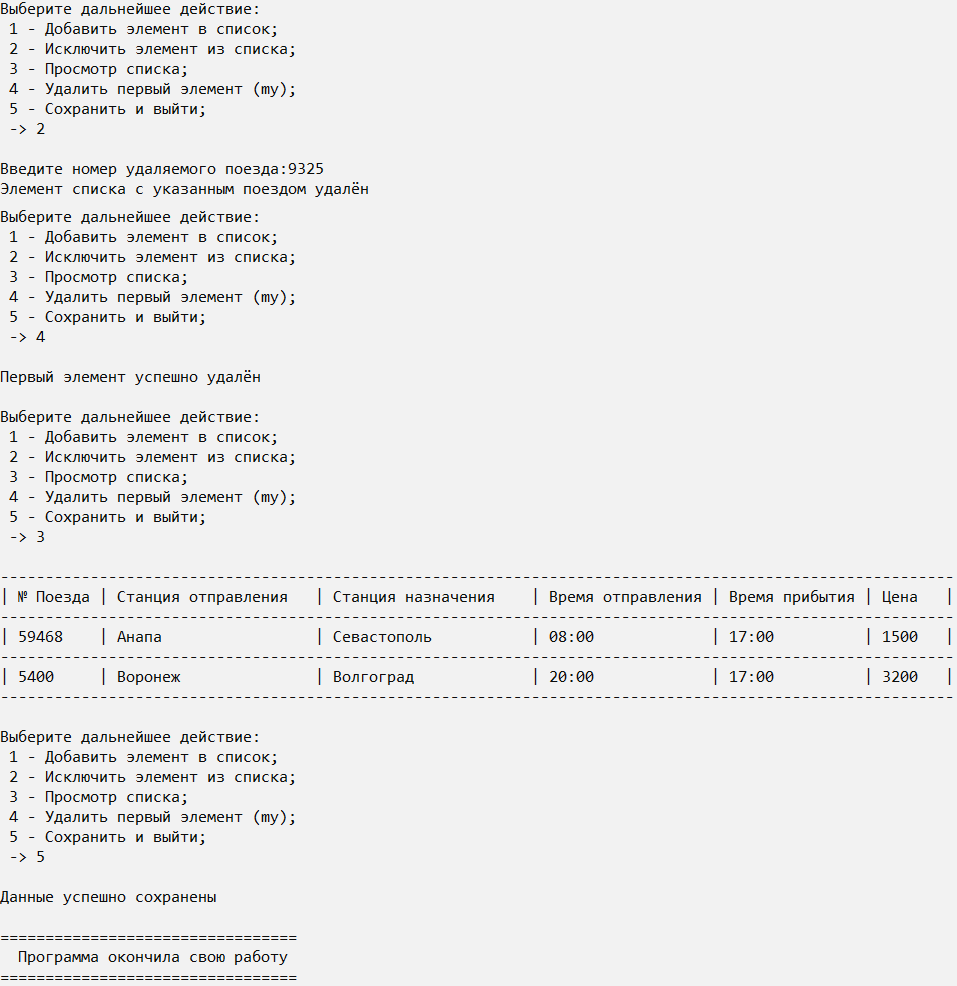 Выберите дальнейшее действие:
 1 - Добавить элемент в список;
 2 - Исключить элемент из списка;
 3 - Просмотр списка;
 4 - Удалить первый элемент (my);
 5 - Сохранить и выйти;
 -> 2

Введите номер удаляемого поезда:9325
Элемент списка с указанным поездом удалён
Выберите дальнейшее действие:
 1 - Добавить элемент в список;
 2 - Исключить элемент из списка;
 3 - Просмотр списка;
 4 - Удалить первый элемент (my);
 5 - Сохранить и выйти;
 -> 4

Первый элемент успешно удалён

Выберите дальнейшее действие:
 1 - Добавить элемент в список;
 2 - Исключить элемент из списка;
 3 - Просмотр списка;
 4 - Удалить первый элемент (my);
 5 - Сохранить и выйти;
 -> 3

----------------------------------------------------------------------------------------------------------
| № Поезда | Станция отправления   | Станция назначения    | Время отправления | Время прибытия | Цена   |
----------------------------------------------------------------------------------------------------------
| 59468    | Анапа                 | Севастополь           | 08:00             | 17:00          | 1500   |
----------------------------------------------------------------------------------------------------------
| 5400     | Воронеж               | Волгоград             | 20:00             | 17:00          | 3200   |
----------------------------------------------------------------------------------------------------------

Выберите дальнейшее действие:
 1 - Добавить элемент в список;
 2 - Исключить элемент из списка;
 3 - Просмотр списка;
 4 - Удалить первый элемент (my);
 5 - Сохранить и выйти;
 -> 5

Данные успешно сохранены

=================================
  Программа окончила свою работу
=================================